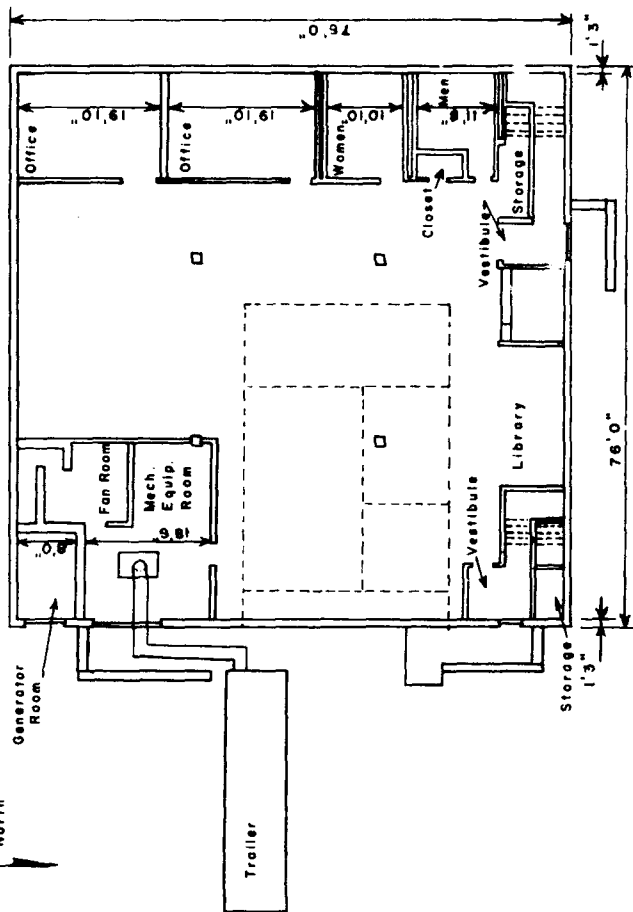 76'0"
1'3"
Office
19'10"
Office
19'10"
Women
10'10"
Men
11'8"
Closet
Storage
Vestibule
Fan Room
Mech.
Equip.
Room
18'6"
8'0"
Library
Vestibule
76'0"
Generator
Room
Storage
1'3"
Trailer
NORTH